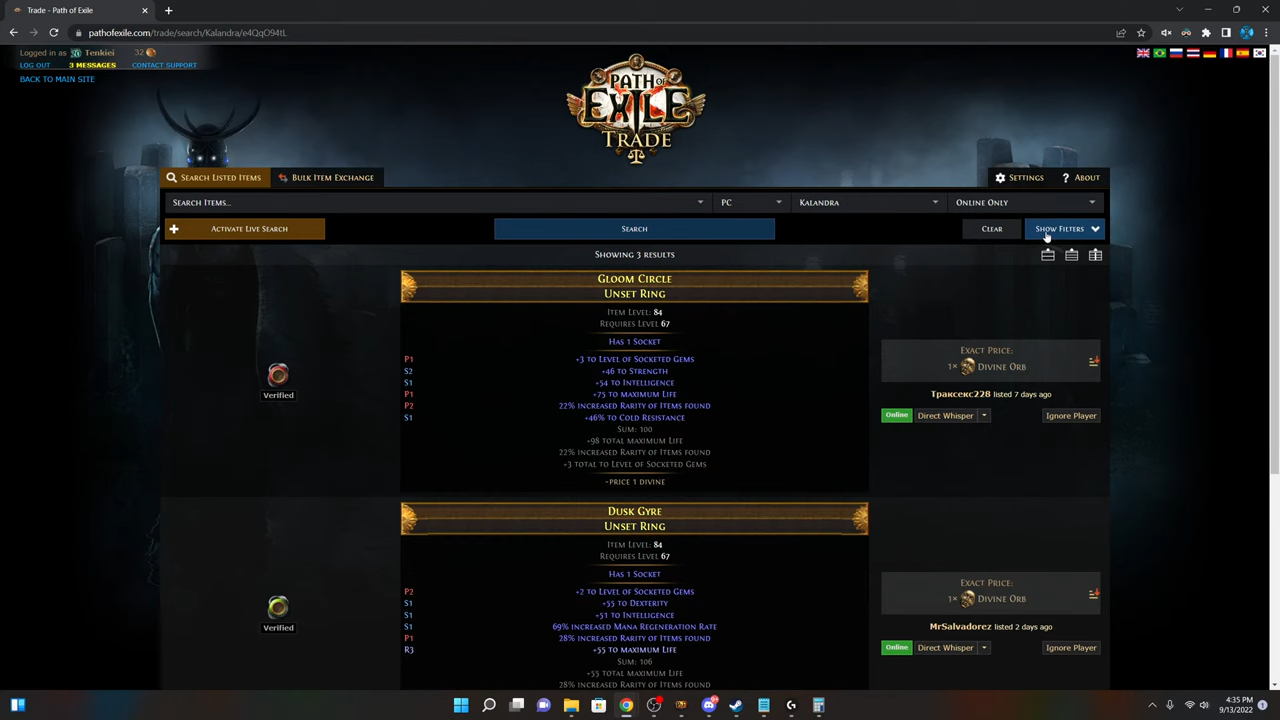 Trade - Path of Exile
pathofexile.com/trade/search/Kalandra/e4QqO94tL
Logged in as Tenkiei 32
LOG OUT 3 MESSAGES CONTACT SUPPORT
BACK TO MAIN SITE
PATH OF EXILE TRADE
SEARCH LISTED ITEMS BULK ITEM EXCHANGE SETTINGS ? ABOUT
SEARCH ITEMS... PC KALANDRA ONLINE ONLY
ACTIVATE LIVE SEARCH SEARCH CLEAR SHOW FILTERS
SHOWING 3 RESULTS
GLOOM CIRCLE
UNSET RING
ITEM LEVEL: 84
REQUIRES LEVEL 67
HAS 1 SOCKET
P1 +3 TO LEVEL OF SOCKETED GEMS
S2 +46 TO STRENGTH
S1 +54 TO INTELLIGENCE
P1 +75 TO MAXIMUM LIFE
P2 22% INCREASED RARITY OF ITEMS FOUND
S1 +46% TO COLD RESISTANCE
SUM: 100
+98 TOTAL MAXIMUM LIFE
22% INCREASED RARITY OF ITEMS FOUND
+3 TOTAL TO LEVEL OF SOCKETED GEMS
~PRICE 1 DIVINE
Verified
EXACT PRICE:
1× DIVINE ORB
Траксекс228 listed 7 days ago
Online Direct Whisper Ignore Player
DUSK GYRE
UNSET RING
ITEM LEVEL: 84
REQUIRES LEVEL 67
HAS 1 SOCKET
P2 +2 TO LEVEL OF SOCKETED GEMS
S1 +55 TO DEXTERITY
S1 +51 TO INTELLIGENCE
S1 69% INCREASED MANA REGENERATION RATE
P1 28% INCREASED RARITY OF ITEMS FOUND
R3 +55 TO MAXIMUM LIFE
SUM: 106
+55 TOTAL MAXIMUM LIFE
28% INCREASED RARITY OF ITEMS FOUND
Verified
EXACT PRICE:
1× DIVINE ORB
MrSalvadorez listed 2 days ago
Online Direct Whisper Ignore Player
4:35 PM
9/13/2022